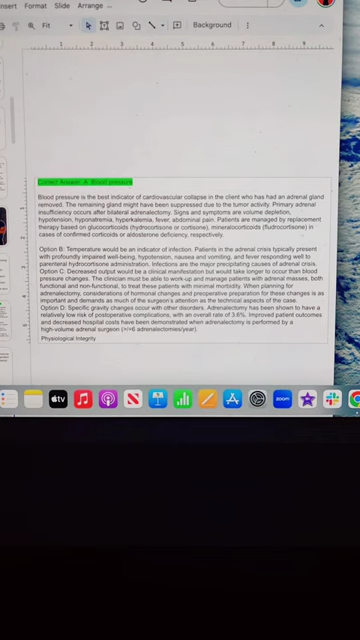 nsert Format Slide Arrange ...
Fit
Background
1 2 3 4 5 6 7 8 9
Correct Answer: A. Blood pressure
Blood pressure is the best indicator of cardiovascular collapse in the client who has had an adrenal gland
removed. The remaining gland might have been suppressed due to the tumor activity. Primary adrenal
insufficiency occurs after bilateral adrenalectomy. Signs and symptoms are volume depletion,
hypotension, hyponatremia, hyperkalemia, fever, abdominal pain. Patients are managed by replacement
therapy based on glucocorticoids (hydrocortisone or cortisone), mineralocorticoids (fludrocortisone) in
cases of confirmed corticoids or aldosterone deficiency, respectively.
Option B: Temperature would be an indicator of infection. Patients in the adrenal crisis typically present
with profoundly impaired well-being, hypotension, nausea and vomiting, and fever responding well to
parenteral hydrocortisone administration. Infections are the major precipitating causes of adrenal crisis.
Option C: Decreased output would be a clinical manifestation but would take longer to occur than blood
pressure changes. The clinician must be able to work-up and manage patients with adrenal masses, both
functional and non-functional, to treat these patients with minimal morbidity. When planning for
adrenalectomy, considerations of hormonal changes and preoperative preparation for these changes is as
important and demands as much of the surgeon's attention as the technical aspects of the case.
Option D: Specific gravity changes occur with other disorders. Adrenalectomy has been shown to have a
relatively low risk of postoperative complications, with an overall rate of 3.6%. Improved patient outcomes
and decreased hospital costs have been demonstrated when adrenalectomy is performed by a
high-volume adrenal surgeon (>/=6 adrenalectomies/year).
Physiological Integrity
tv
zoom